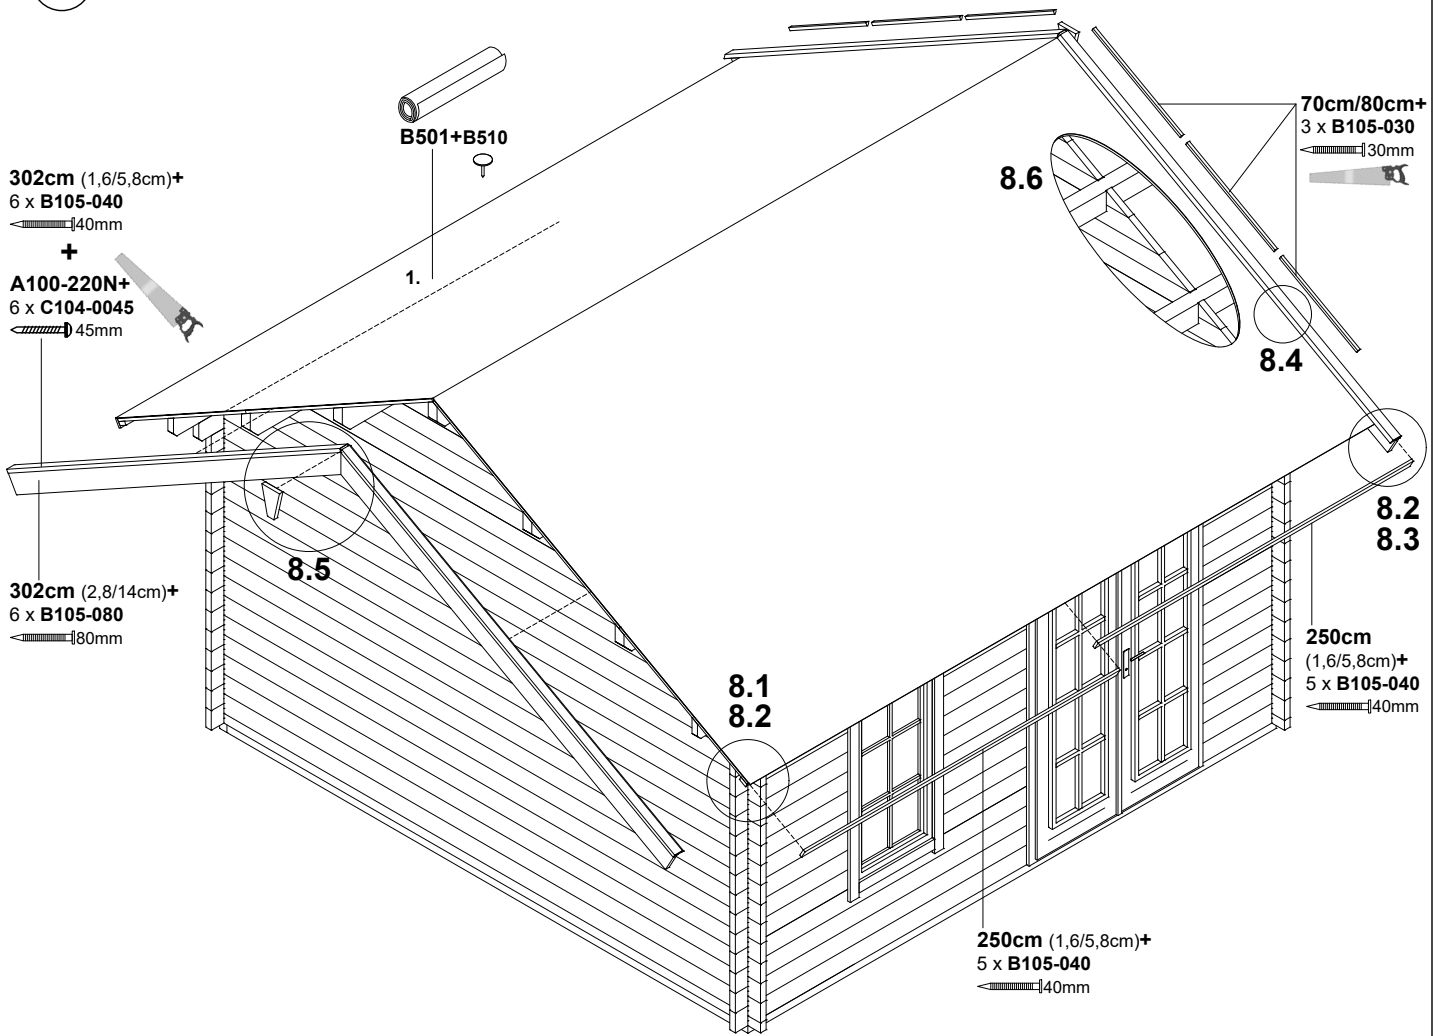 B501+B510
1.
302cm (1,6/5,8cm)+
6 x B105-040
40mm
+
A100-220N+
6 x C104-0045
45mm
70cm/80cm+
3 x B105-030
30mm
8.6
8.4
8.2
8.3
8.5
302cm (2,8/14cm)+
6 x B105-080
80mm
8.1
8.2
250cm
(1,6/5,8cm)+
5 x B105-040
40mm
250cm (1,6/5,8cm)+
5 x B105-040
40mm